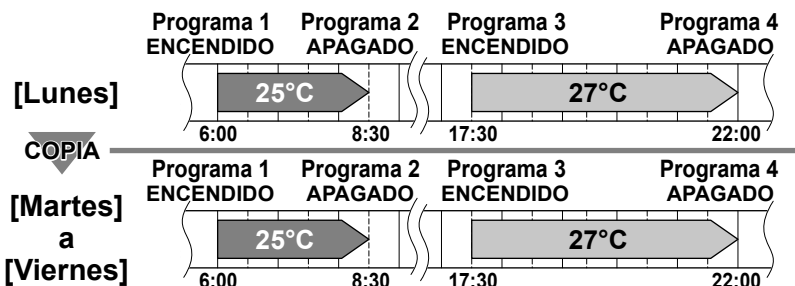 Programa 1 Programa 2 Programa 3 Programa 4
ENCENDIDO APAGADO ENCENDIDO APAGADO
[Lunes] 25°C 27°C
6:00 8:30 17:30 22:00
COPIA
Programa 1 Programa 2 Programa 3 Programa 4
ENCENDIDO APAGADO ENCENDIDO APAGADO
[Martes]
a
[Viernes]
25°C 27°C
6:00 8:30 17:30 22:00